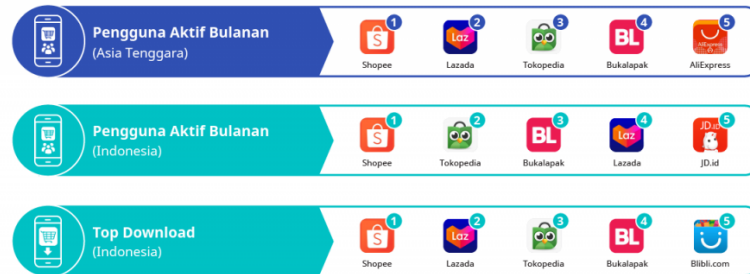 Pengguna Aktif Bulanan
(Asia Tenggara)
1 2 3 4 5
S Laz BL AliExpress
Shopee Lazada Tokopedia Bukalapak AliExpress
Pengguna Aktif Bulanan
(Indonesia)
1 2 3 4 5
S BL Laz JD.ID
Shopee Tokopedia Bukalapak Lazada JD.id
Top Download
(Indonesia)
1 2 3 4 5
S Laz BL
Shopee Lazada Tokopedia Bukalapak Blibli.com